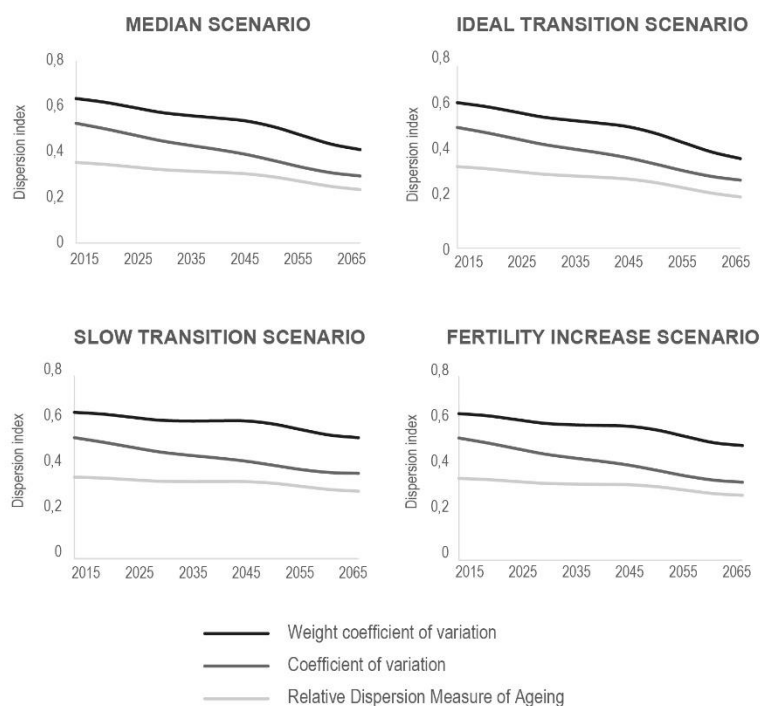 MEDIAN SCENARIO
Dispersion index
0,8
0,6
0,4
0,2
0
2015 2025 2035 2045 2055 2065
IDEAL TRANSITION SCENARIO
Dispersion index
0,8
0,6
0,4
0,2
0
2015 2025 2035 2045 2055 2065
SLOW TRANSITION SCENARIO
Dispersion index
0,8
0,6
0,4
0,2
0
2015 2025 2035 2045 2055 2065
FERTILITY INCREASE SCENARIO
Dispersion index
0,8
0,6
0,4
0,2
0
2015 2025 2035 2045 2055 2065
Weight coefficient of variation
Coefficient of variation
Relative Dispersion Measure of Ageing